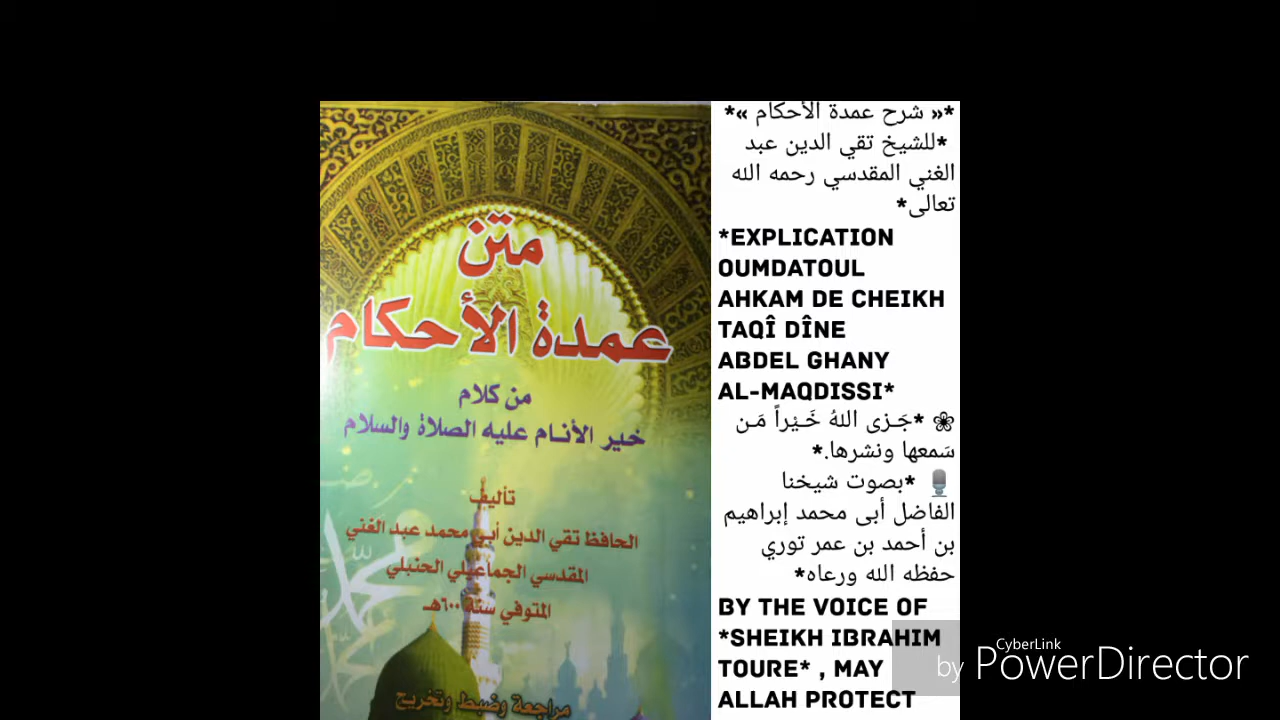 متن
عمدة الأحكام
من كلام
خير الأنام عليه الصلاة والسلام
تأليف
الحافظ تقي الدين أبي محمد عبد الغني
المقدسي الجماعيلي الحنبلي
المتوفي سنة ٦٠٠هـ
مراجعة وضبط وتخريج
*« شرح عمدة الأحكام »*
*للشيخ تقي الدين عبد
الغني المقدسي رحمه الله
تعالى*
*EXPLICATION
OUMDATOUL
AHKAM DE CHEIKH
TAQÎ DÎNE
ABDEL GHANY
AL-MAQDISSI*
❀ *جَـزى اللهُ خَـيْراً مَـن
سَمعها ونشرها.*
🎙 *بصوت شيخنا
الفاضل أبى محمد إبراهيم
بن أحمد بن عمر توري
حفظه الله ورعاه*
BY THE VOICE OF
*SHEIKH IBRAHIM
TOURE* , MAY
ALLAH PROTECT
CyberLink
by PowerDirector